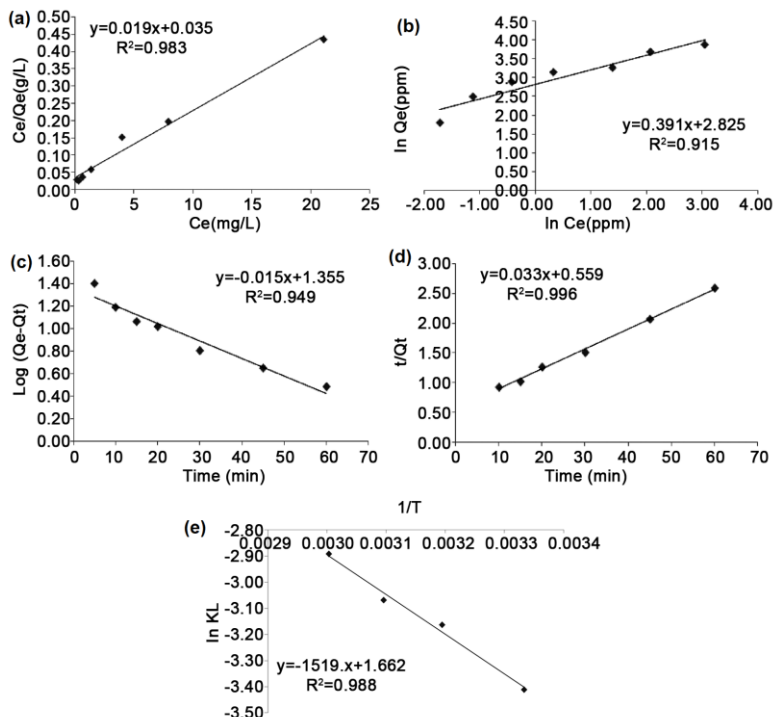 (a)
y=0.019x+0.035
R²=0.983
Ce/Qe(g/L)
0.50
0.45
0.40
0.35
0.30
0.25
0.20
0.15
0.10
0.05
0.00
0 5 10 15 20 25
Ce(mg/L)
(b)
ln Qe(ppm)
4.50
4.00
3.50
3.00
2.50
2.00
1.50
1.00
0.50
0.00
y=0.391x+2.825
R²=0.915
-2.00 -1.00 0.00 1.00 2.00 3.00 4.00
ln Ce(ppm)
(c)
y=-0.015x+1.355
R²=0.949
Log (Qe-Qt)
1.60
1.40
1.20
1.00
0.80
0.60
0.40
0.20
0.00
0 10 20 30 40 50 60 70
Time (min)
(d)
y=0.033x+0.559
R²=0.996
t/Qt
3.00
2.50
2.00
1.50
1.00
0.50
0.00
0 10 20 30 40 50 60 70
Time (min)
(e)
1/T
0.0029 0.0030 0.0031 0.0032 0.0033 0.0034
ln KL
-2.80
-2.90
-3.00
-3.10
-3.20
-3.30
-3.40
-3.50
y=-1519.x+1.662
R²=0.988